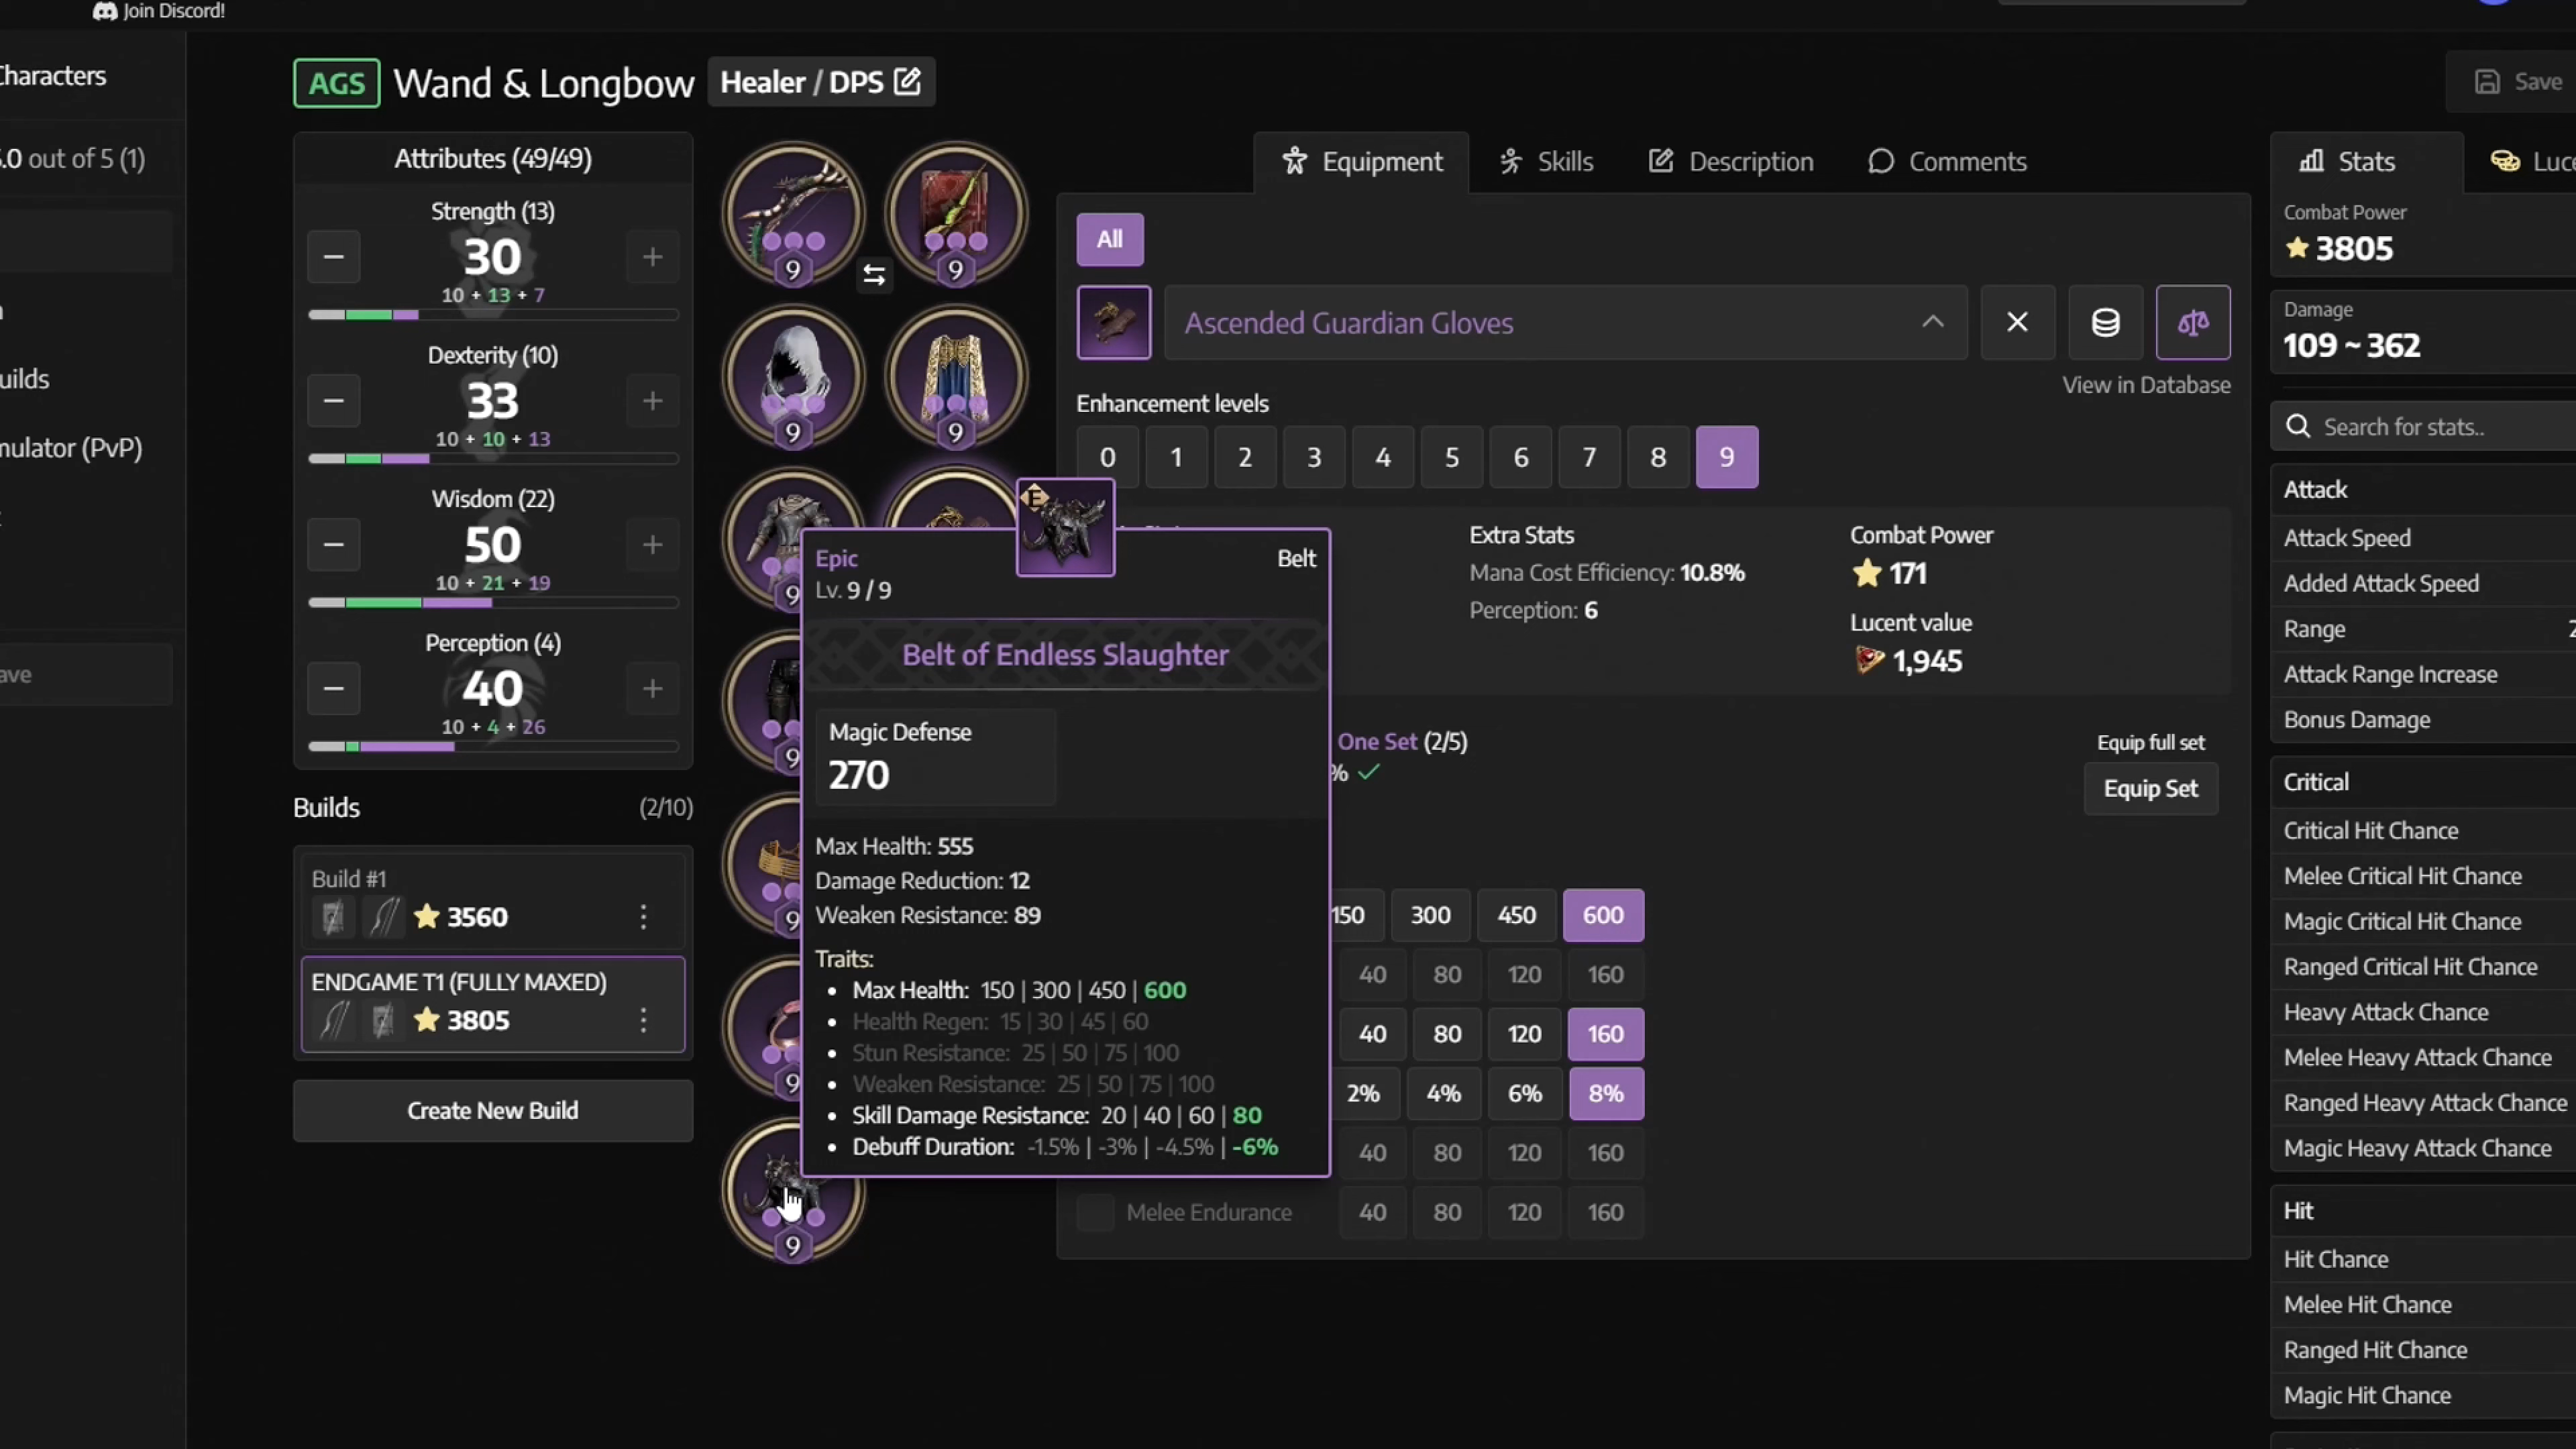 Join Discord!
Characters
5.0 out of 5 (1)
uilds
mulator (PvP)
ave
AGS Wand & Longbow Healer / DPS
Save
Attributes (49/49)
Strength (13)
− 30 +
10 + 13 + 7
Dexterity (10)
− 33 +
10 + 10 + 13
Wisdom (22)
− 50 +
10 + 21 + 19
Perception (4)
− 40 +
10 + 4 + 26
Builds (2/10)
Build #1
3560
ENDGAME T1 (FULLY MAXED)
3805
Create New Build
9 9
9 9
9
9
9
9
9
Equipment Skills Description Comments
All
Ascended Guardian Gloves
View in Database
Enhancement levels
0 1 2 3 4 5 6 7 8 9
Extra Stats
Mana Cost Efficiency: 10.8%
Perception: 6
Combat Power
171
Lucent value
1,945
One Set (2/5)
%
Equip full set
Equip Set
150 300 450 600
40 80 120 160
40 80 120 160
2% 4% 6% 8%
40 80 120 160
Melee Endurance 40 80 120 160
E
Epic Belt
Lv. 9 / 9
Belt of Endless Slaughter
Magic Defense
270
Max Health: 555
Damage Reduction: 12
Weaken Resistance: 89
Traits:
• Max Health: 150 | 300 | 450 | 600
• Health Regen: 15 | 30 | 45 | 60
• Stun Resistance: 25 | 50 | 75 | 100
• Weaken Resistance: 25 | 50 | 75 | 100
• Skill Damage Resistance: 20 | 40 | 60 | 80
• Debuff Duration: -1.5% | -3% | -4.5% | -6%
Stats Luce
Combat Power
3805
Damage
109 ~ 362
Search for stats..
Attack
Attack Speed
Added Attack Speed
Range 2
Attack Range Increase
Bonus Damage
Critical
Critical Hit Chance
Melee Critical Hit Chance
Magic Critical Hit Chance
Ranged Critical Hit Chance
Heavy Attack Chance
Melee Heavy Attack Chance
Ranged Heavy Attack Chance
Magic Heavy Attack Chance
Hit
Hit Chance
Melee Hit Chance
Ranged Hit Chance
Magic Hit Chance